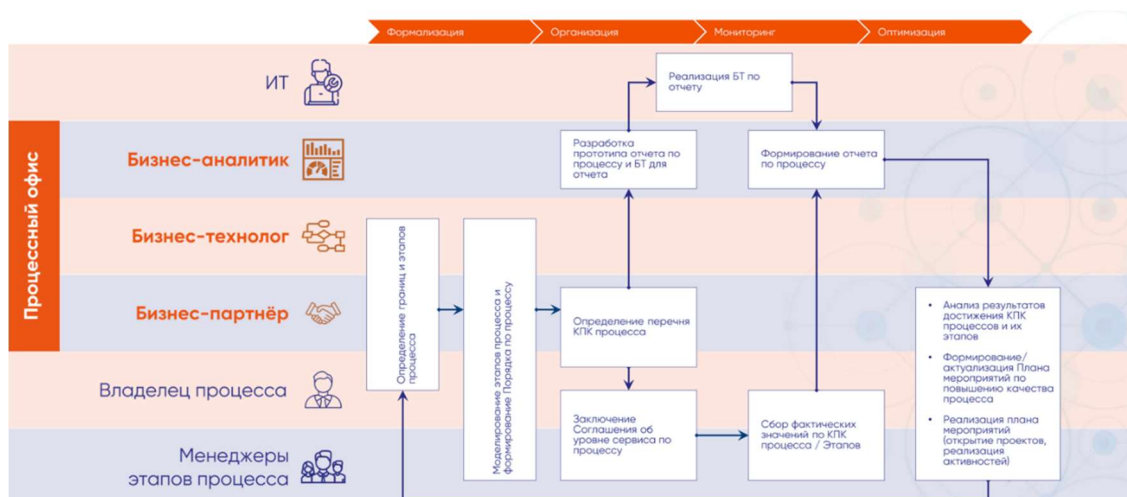 Формализация
Организация
Мониторинг
Оптимизация
ИТ
Процессный офис
Бизнес-аналитик
Бизнес-технолог
Бизнес-партнёр
Владелец процесса
Менеджеры
этапов процесса
Реализация БТ по
отчету
Разработка
прототипа отчета по
процессу и БТ для
отчета
Формирование отчета
по процессу
Определение границ и этапов
процесса
Моделирование этапов процесса и
формирование Порядка по процессу
Определение перечня
КПК процесса
Заключение
Соглашения об
уровне сервиса по
процессу
Сбор фактических
значений по КПК
процесса / Этапов
• Анализ результатов
достижения КПК
процессов и их
этапов
• Формирование/
актуализация Плана
мероприятий по
повышению качества
процесса
• Реализация плана
мероприятий
(открытие проектов,
реализация
активностей)